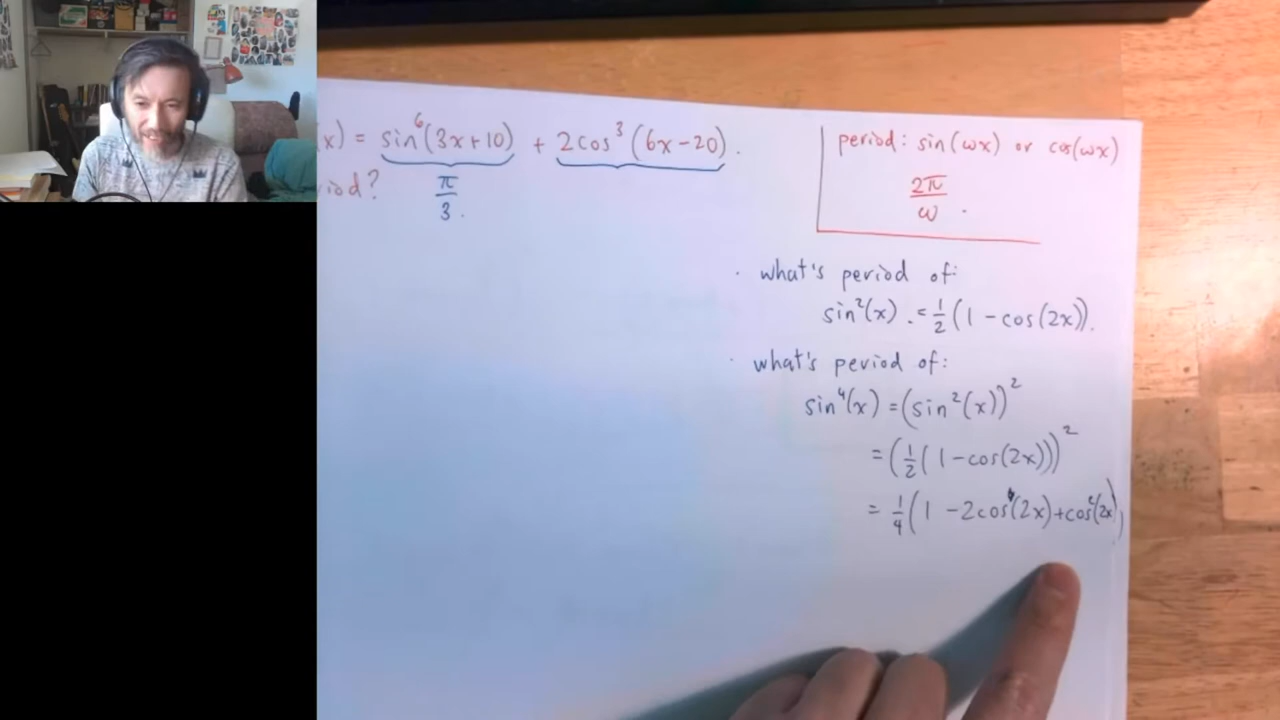 x) = sin⁶(3x+10) + 2cos³(6x-20).
iod?
π/3.
period: sin(ωx) or cos(ωx)
2π/ω.
· what's period of:
sin²(x). = 1/2(1 - cos(2x)).
· what's period of:
sin⁴(x) = (sin²(x))²
= (1/2(1-cos(2x)))²
= 1/4(1 - 2cos(2x)+cos²(2x))